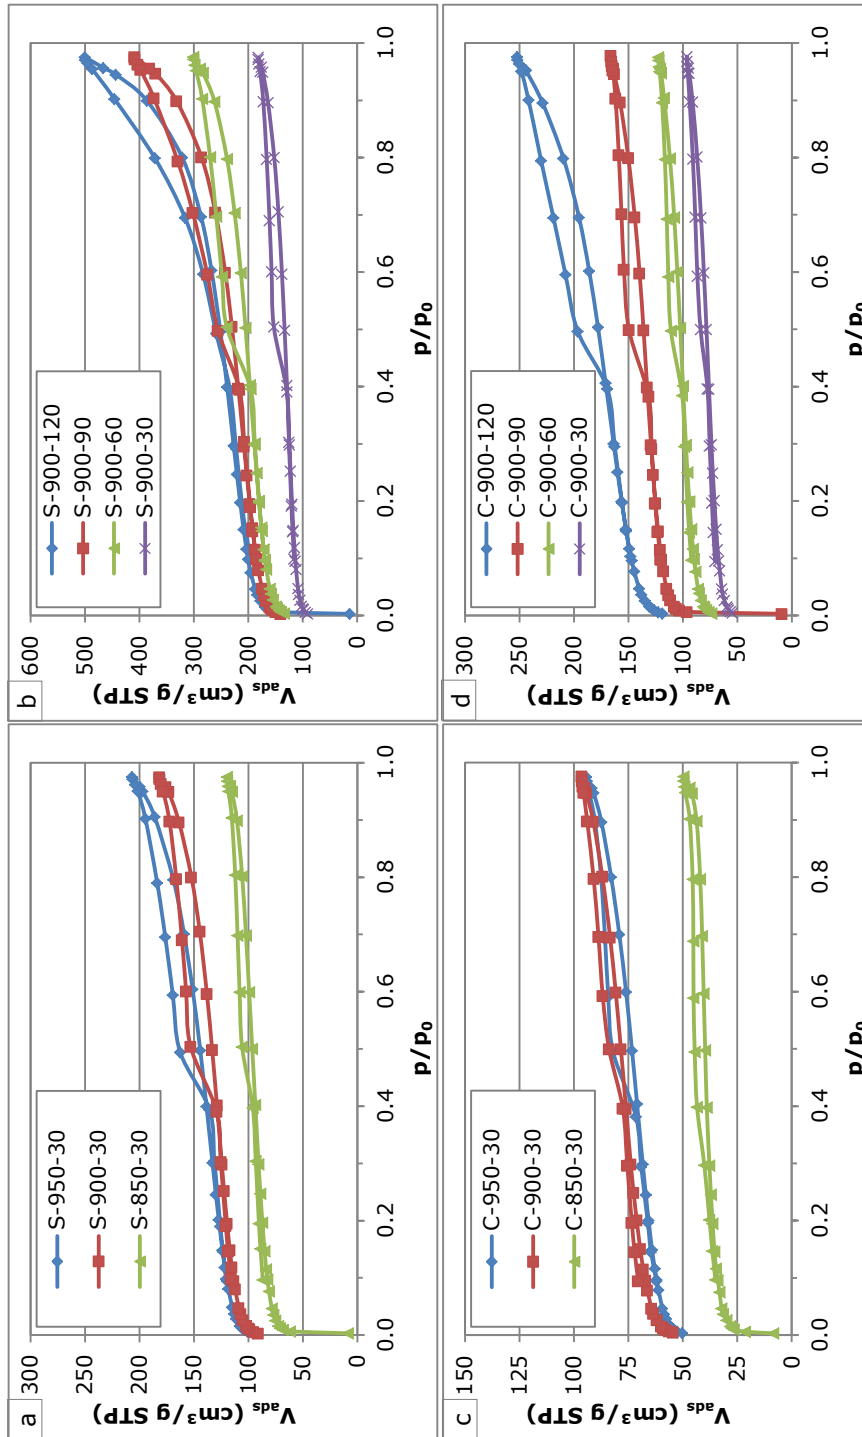 a
V_ads (cm³/g STP)
300
250
200
150
100
50
0
0.0
0.2
0.4
0.6
0.8
1.0
p/p₀
S-950-30
S-900-30
S-850-30
b
V_ads (cm³/g STP)
600
500
400
300
200
100
0.0
0.2
0.4
0.6
0.8
1.0
p/p₀
S-900-120
S-900-90
S-900-60
S-900-30
c
V_ads (cm³/g STP)
150
125
100
75
50
25
0
0.0
0.2
0.4
0.6
0.8
1.0
p/p₀
C-950-30
C-900-30
C-850-30
d
V_ads (cm³/g STP)
300
250
200
150
100
50
0
0.0
0.2
0.4
0.6
0.8
1.0
p/p₀
C-900-120
C-900-90
C-900-60
C-900-30